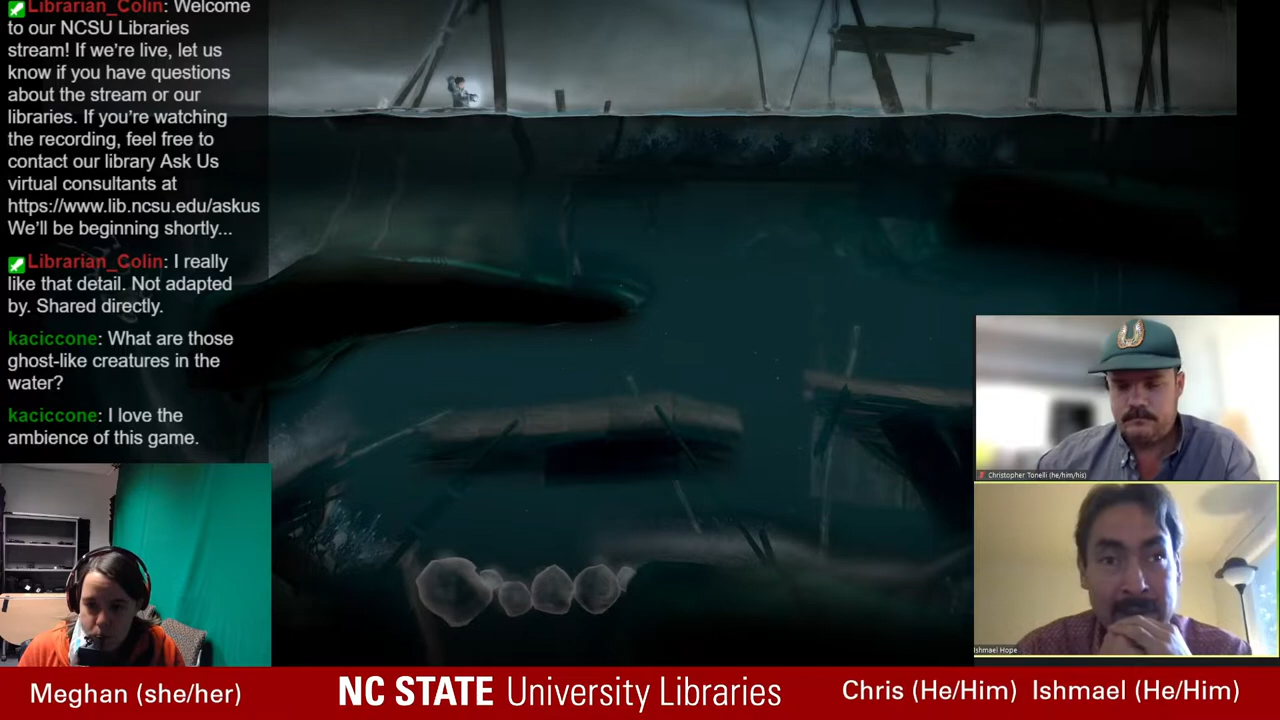 Librarian_Colin: Welcome
to our NCSU Libraries
stream! If we're live, let us
know if you have questions
about the stream or our
libraries. If you're watching
the recording, feel free to
contact our library Ask Us
virtual consultants at
https://www.lib.ncsu.edu/askus
We'll be beginning shortly...
Librarian_Colin: I really
like that detail. Not adapted
by. Shared directly.
kaciccone: What are those
ghost-like creatures in the
water?
kaciccone: I love the
ambience of this game.
Christopher Tonelli (he/him/his)
Ishmael Hope
Meghan (she/her)
NC STATE University Libraries
Chris (He/Him) Ishmael (He/Him)